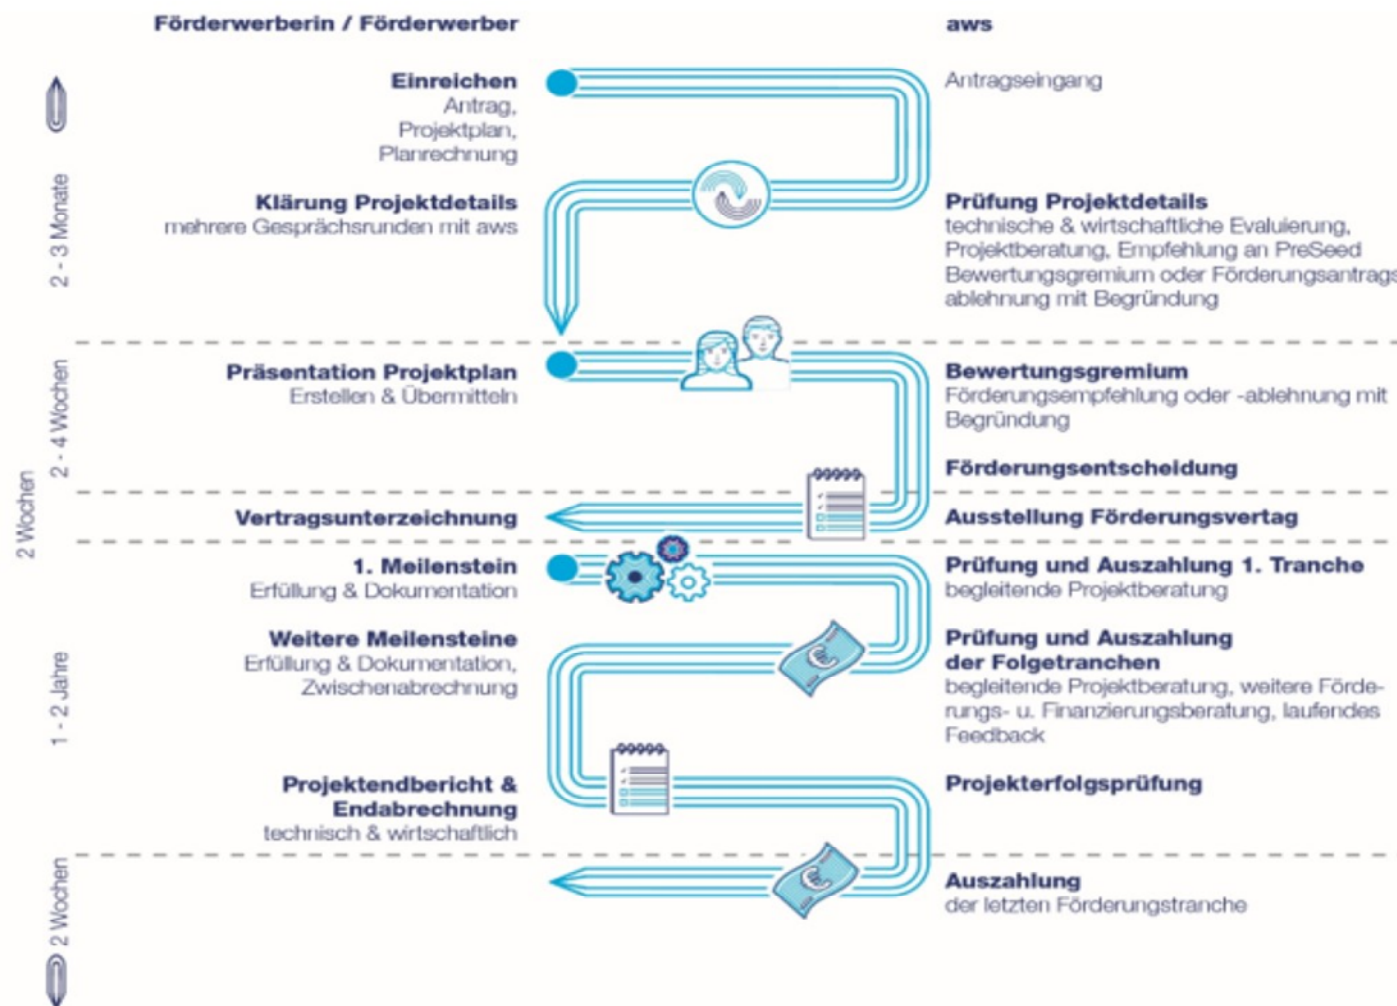 Förderwerberin / Förderwerber
aws
Einreichen
Antrag,
Projektplan,
Planrechnung
Antragseingang
2 - 3 Monate
Klärung Projektdetails
mehrere Gesprächsrunden mit aws
Prüfung Projektdetails
technische & wirtschaftliche Evaluierung,
Projektberatung, Empfehlung an PreSeed
Bewertungsgremium oder Förderungsantrags
ablehnung mit Begründung
2 - 4 Wochen
Präsentation Projektplan
Erstellen & Übermitteln
Bewertungsgremium
Förderungsempfehlung oder -ablehnung mit
Begründung
Förderungsentscheidung
2 Wochen
Vertragsunterzeichnung
Ausstellung Förderungsvertag
1 - 2 Jahre
1. Meilenstein
Erfüllung & Dokumentation
Prüfung und Auszahlung 1. Tranche
begleitende Projektberatung
Weitere Meilensteine
Erfüllung & Dokumentation,
Zwischenabrechnung
Prüfung und Auszahlung
der Folgetranchen
begleitende Projektberatung, weitere Förde-
rungs- u. Finanzierungsberatung, laufendes
Feedback
€
Projektendbericht &
Endabrechnung
technisch & wirtschaftlich
Projekterfolgsprüfung
2 Wochen
€
Auszahlung
der letzten Förderungstranche